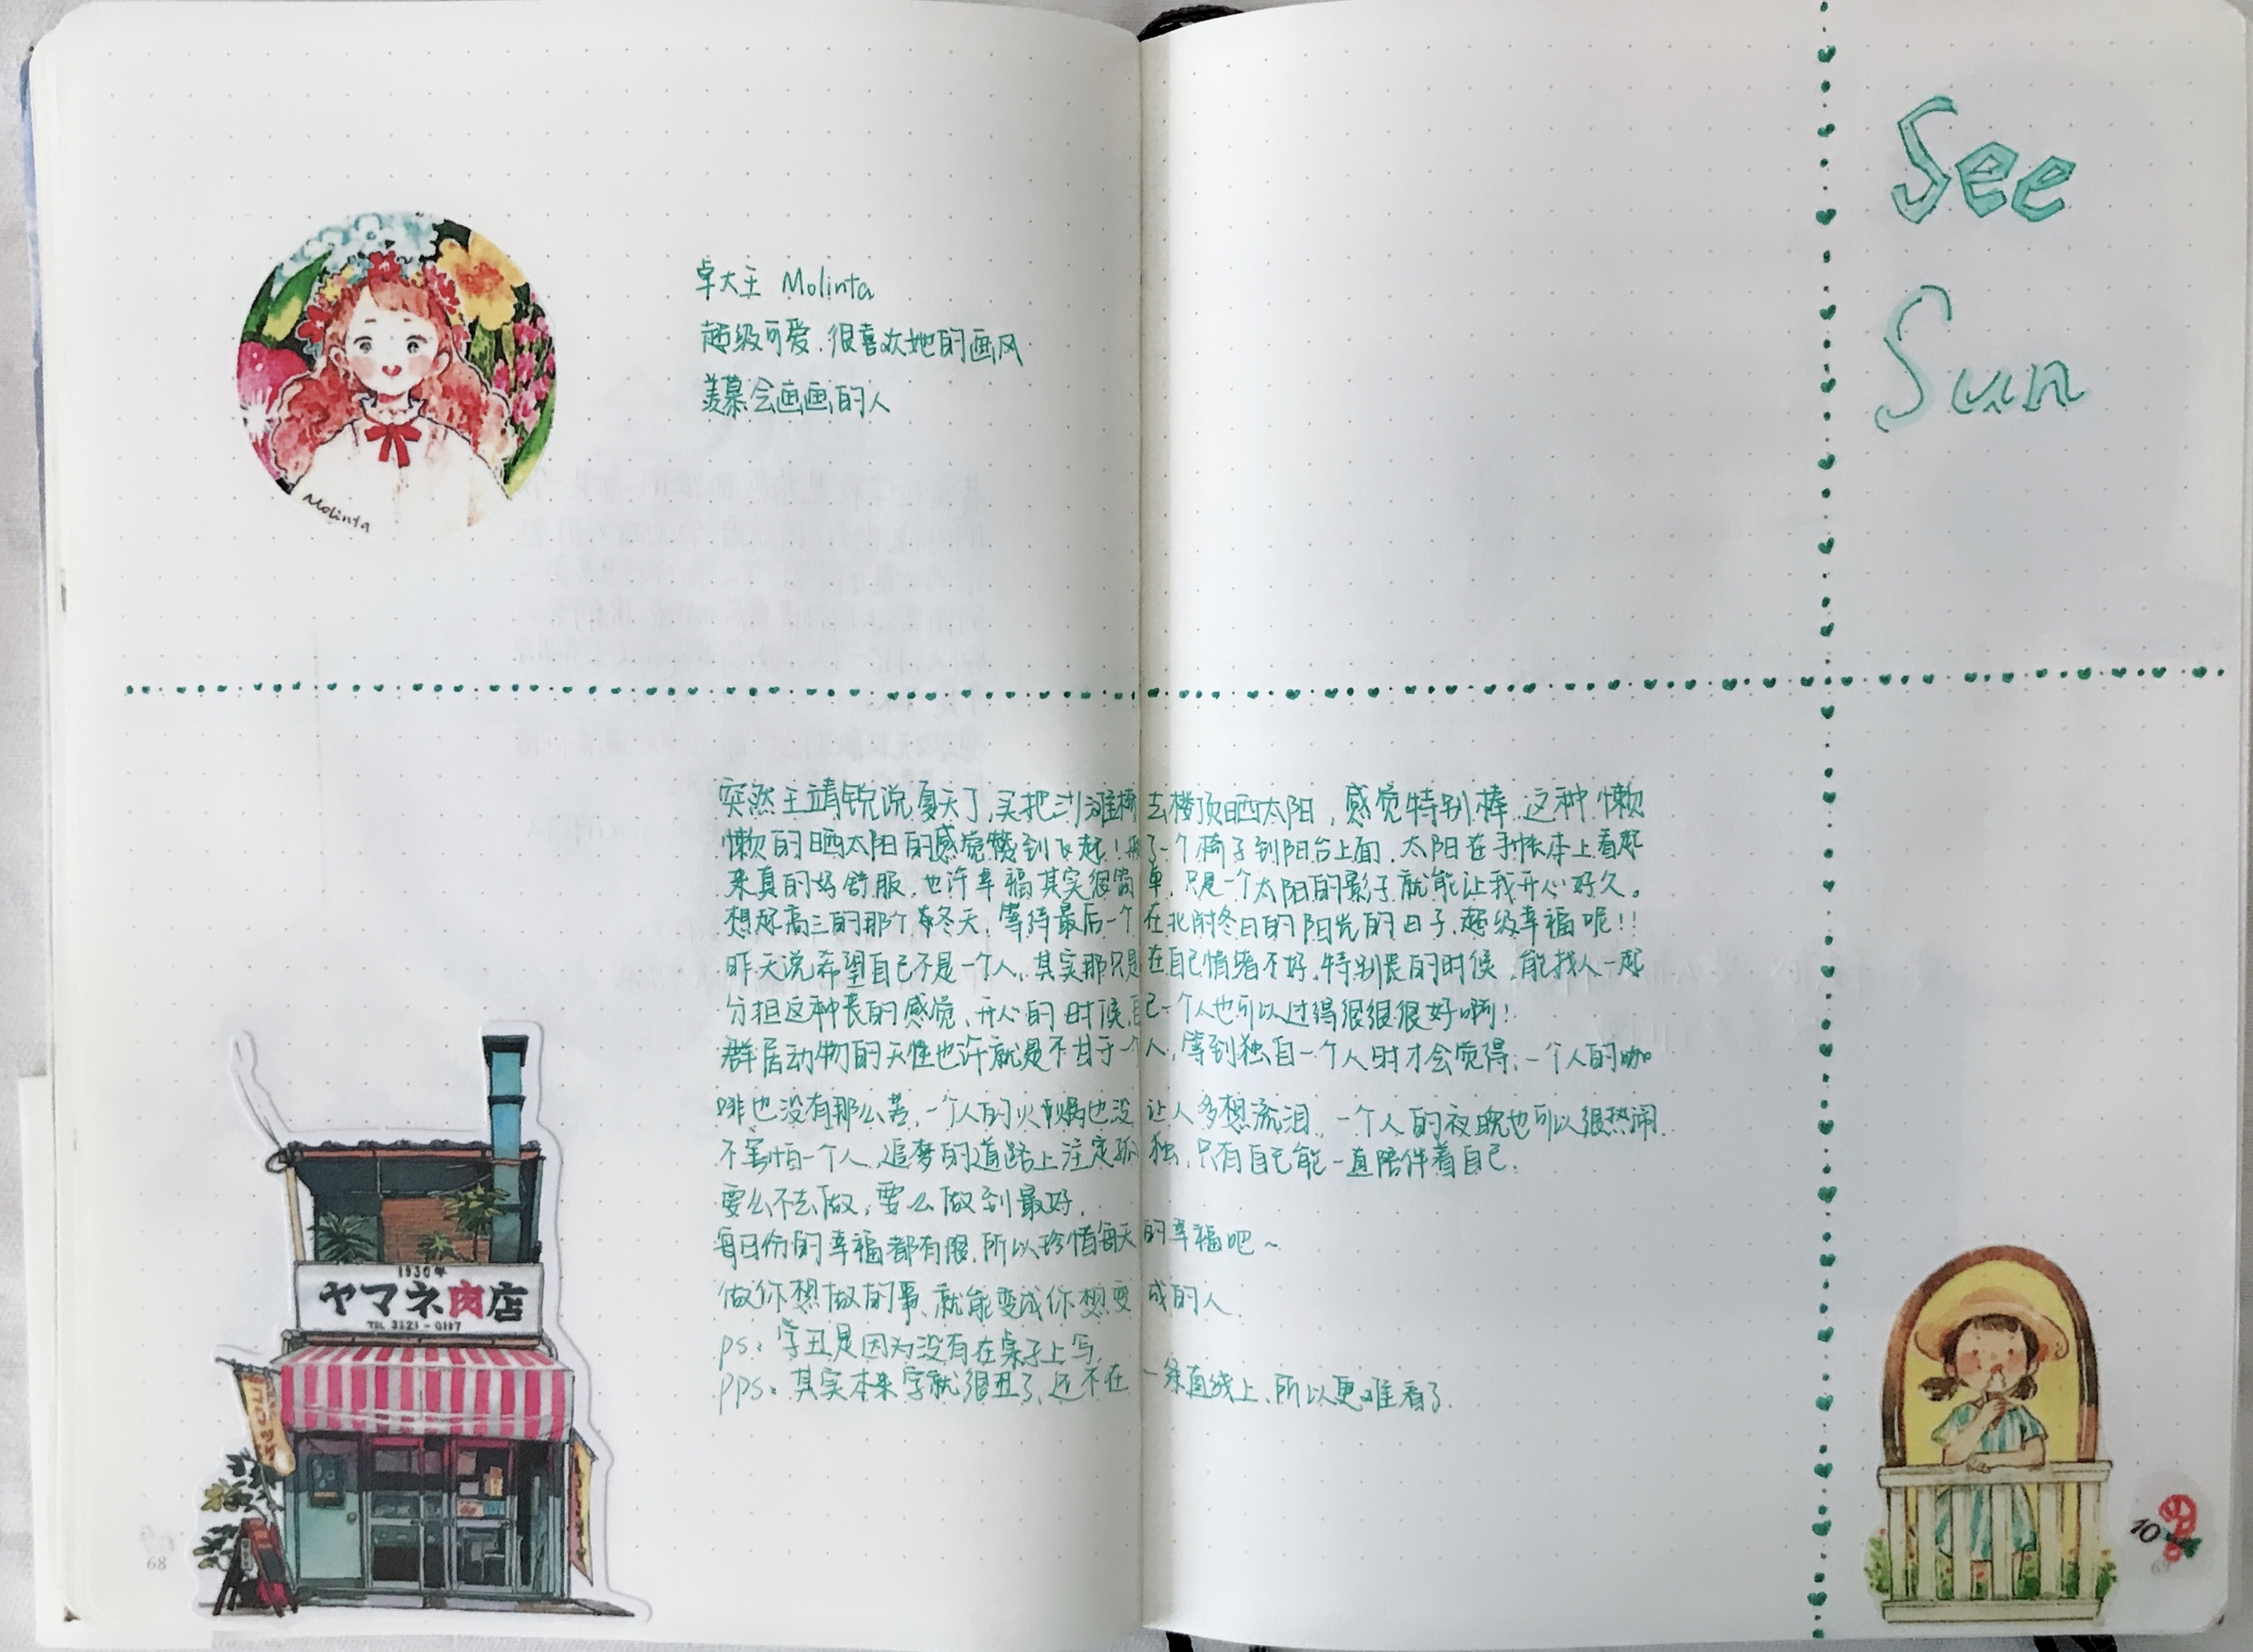 See
Sun
卓大王 Molinta
超级可爱.很喜欢她的画风
羡慕会画画的人
Molinta
突然王靖锐说夏天了,买把沙滩椅去楼顶晒太阳,感觉特别棒.这种懒
懒的晒太阳的感觉懒到飞起!搬了一个椅子到阳台上面.太阳在手帐本上看起
来真的好舒服.也许幸福其实很简单.只是一个太阳的影子就能让我开心好久。
想起高三的那个冬天.等待最后一个在北附冬日的阳光的日子.超级幸福呢!!
昨天说希望自己不是一个人.其实那只是在自己情绪不好.特别丧的时候.能找人一起
分担这种丧的感觉、开心的时候.自己一个人也可以过得很很很好啊!
群居动物的天性也许就是不甘于一个人,等到独自一个人时才会觉得:一个人的咖
啡也没有那么苦,一个人的火锅也没让人多想流泪.一个人的夜晚也可以很热闹.
不害怕一个人.追梦的道路上注定孤独.只有自己能一直陪伴着自己.
要么不去做,要么做到最好.
每日份的幸福都有限.所以珍惜每天的幸福吧~
做你想做的事.就能变成你想变成的人.
ps:字丑是因为没有在桌子上写
pps:其实本来字就很丑了.还不在一条直线上、所以更难看了.
1930年
ヤマネ肉店
TEL 3121-0117
68
10